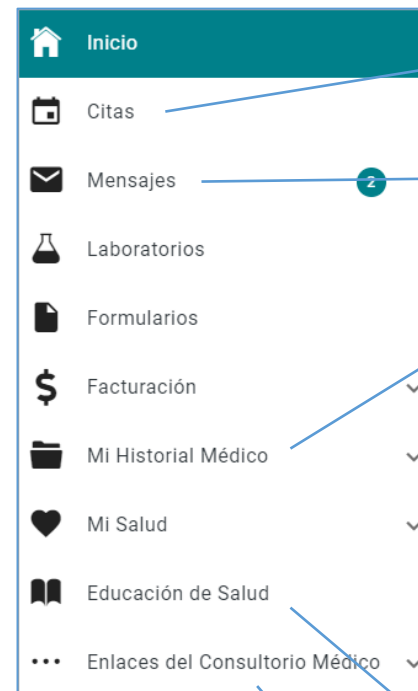 Inicio
Citas
Mensajes 2
Laboratorios
Formularios
Facturación
Mi Historial Médico
Mi Salud
Educación de Salud
Enlaces del Consultorio Médico